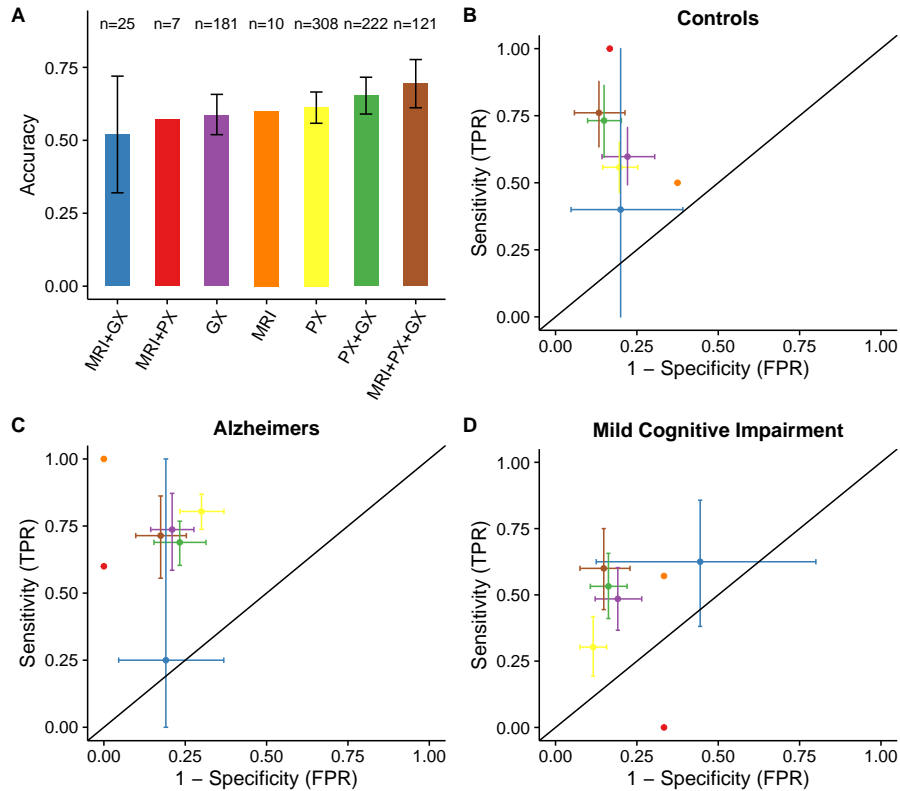 A
n=25 n=7 n=181 n=10 n=308 n=222 n=121
Accuracy
0.75
0.50
0.25
0.00
MRI+GX
MRI+PX
GX
MRI
PX
PX+GX
MRI+PX+GX
B
Controls
Sensitivity (TPR)
1.00
0.75
0.50
0.25
0.00
0.00 0.25 0.50 0.75 1.00
1 − Specificity (FPR)
C
Alzheimers
Sensitivity (TPR)
1.00
0.75
0.50
0.25
0.00
0.00 0.25 0.50 0.75 1.00
1 − Specificity (FPR)
D
Mild Cognitive Impairment
Sensitivity (TPR)
1.00
0.75
0.50
0.25
0.00
0.00 0.25 0.50 0.75 1.00
1 − Specificity (FPR)